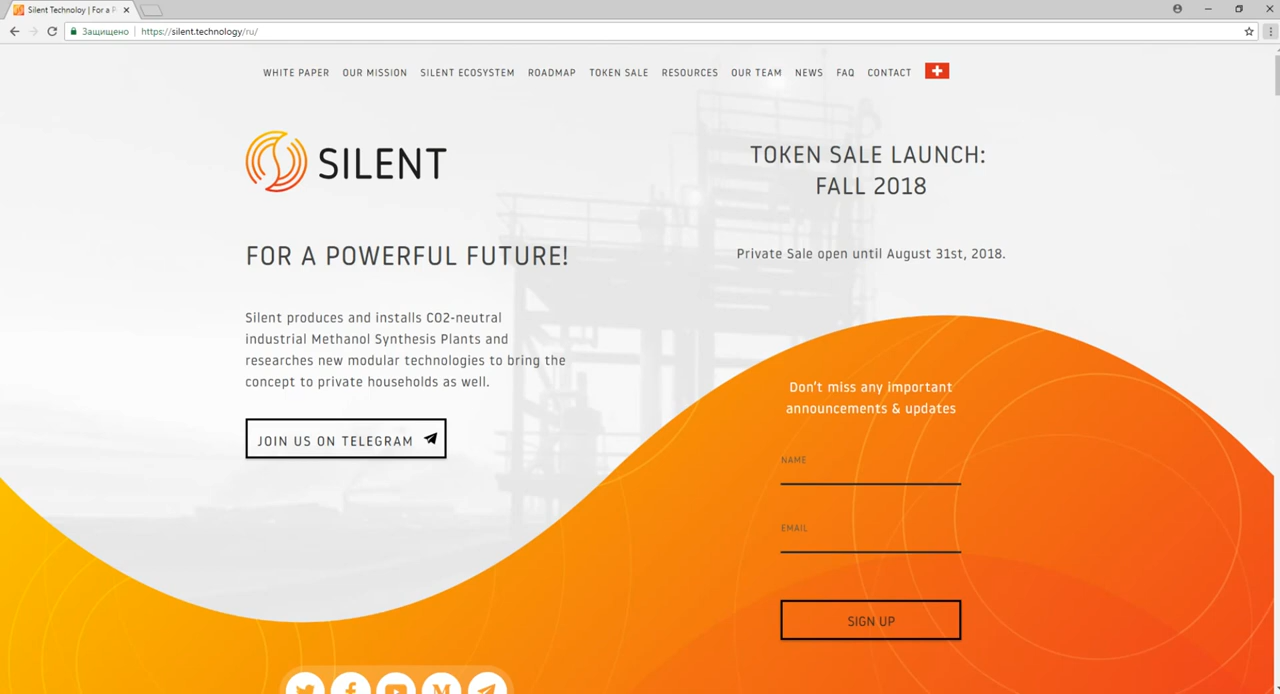 Silent Technoloy | For a P
Защищено
https://silent.technology/ru/
WHITE PAPER OUR MISSION SILENT ECOSYSTEM ROADMAP TOKEN SALE RESOURCES OUR TEAM NEWS FAQ CONTACT
SILENT
FOR A POWERFUL FUTURE!
Silent produces and installs CO2-neutral
industrial Methanol Synthesis Plants and
researches new modular technologies to bring the
concept to private households as well.
JOIN US ON TELEGRAM
TOKEN SALE LAUNCH:
FALL 2018
Private Sale open until August 31st, 2018.
Don't miss any important
announcements & updates
NAME
EMAIL
SIGN UP